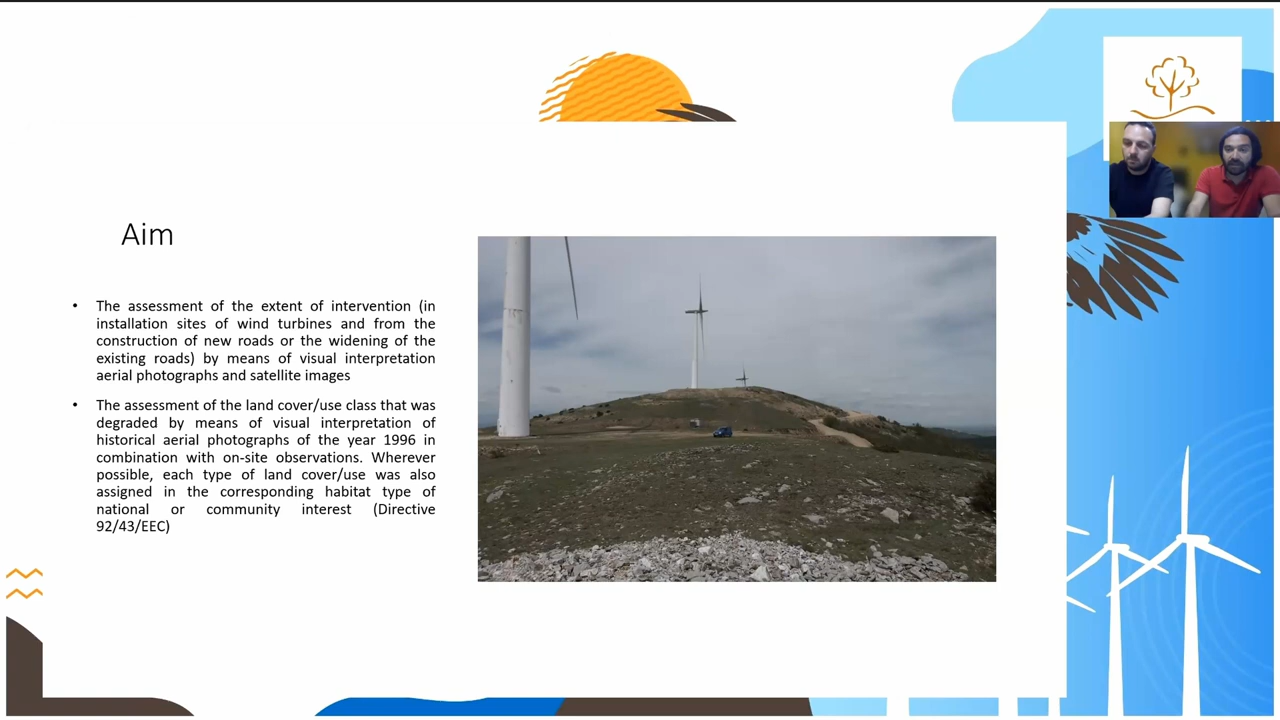 Aim
• The assessment of the extent of intervention (in
installation sites of wind turbines and from the
construction of new roads or the widening of the
existing roads) by means of visual interpretation
aerial photographs and satellite images
• The assessment of the land cover/use class that was
degraded by means of visual interpretation of
historical aerial photographs of the year 1996 in
combination with on-site observations. Wherever
possible, each type of land cover/use was also
assigned in the corresponding habitat type of
national or community interest (Directive
92/43/EEC)